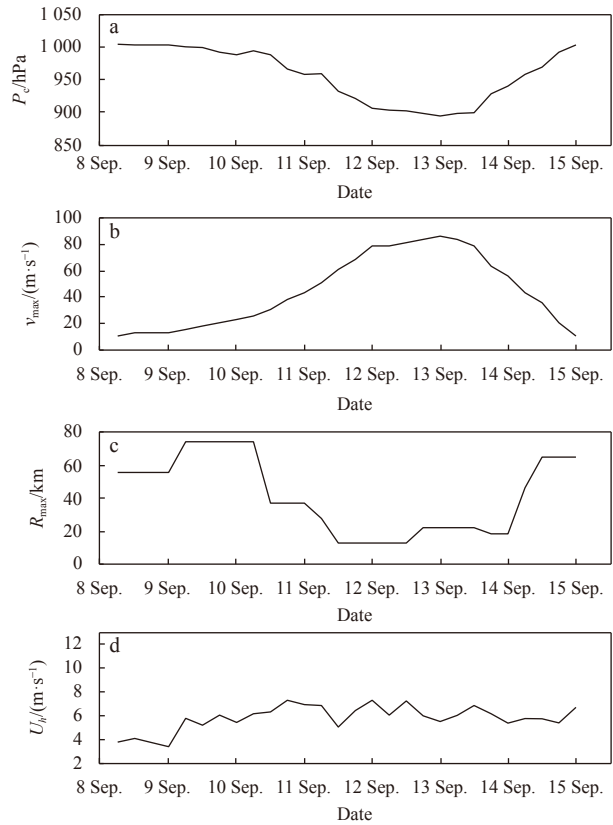 1 050
a
1 000
950
900
850
Pc/hPa
8 Sep. 9 Sep. 10 Sep. 11 Sep. 12 Sep. 13 Sep. 14 Sep. 15 Sep.
Date
100
b
80
60
40
20
0
vmax/(m·s−1)
8 Sep. 9 Sep. 10 Sep. 11 Sep. 12 Sep. 13 Sep. 14 Sep. 15 Sep.
Date
80
c
60
40
20
0
Rmax/km
8 Sep. 9 Sep. 10 Sep. 11 Sep. 12 Sep. 13 Sep. 14 Sep. 15 Sep.
Date
d
12
10
8
6
4
2
Uh/(m·s−1)
8 Sep. 9 Sep. 10 Sep. 11 Sep. 12 Sep. 13 Sep. 14 Sep. 15 Sep.
Date